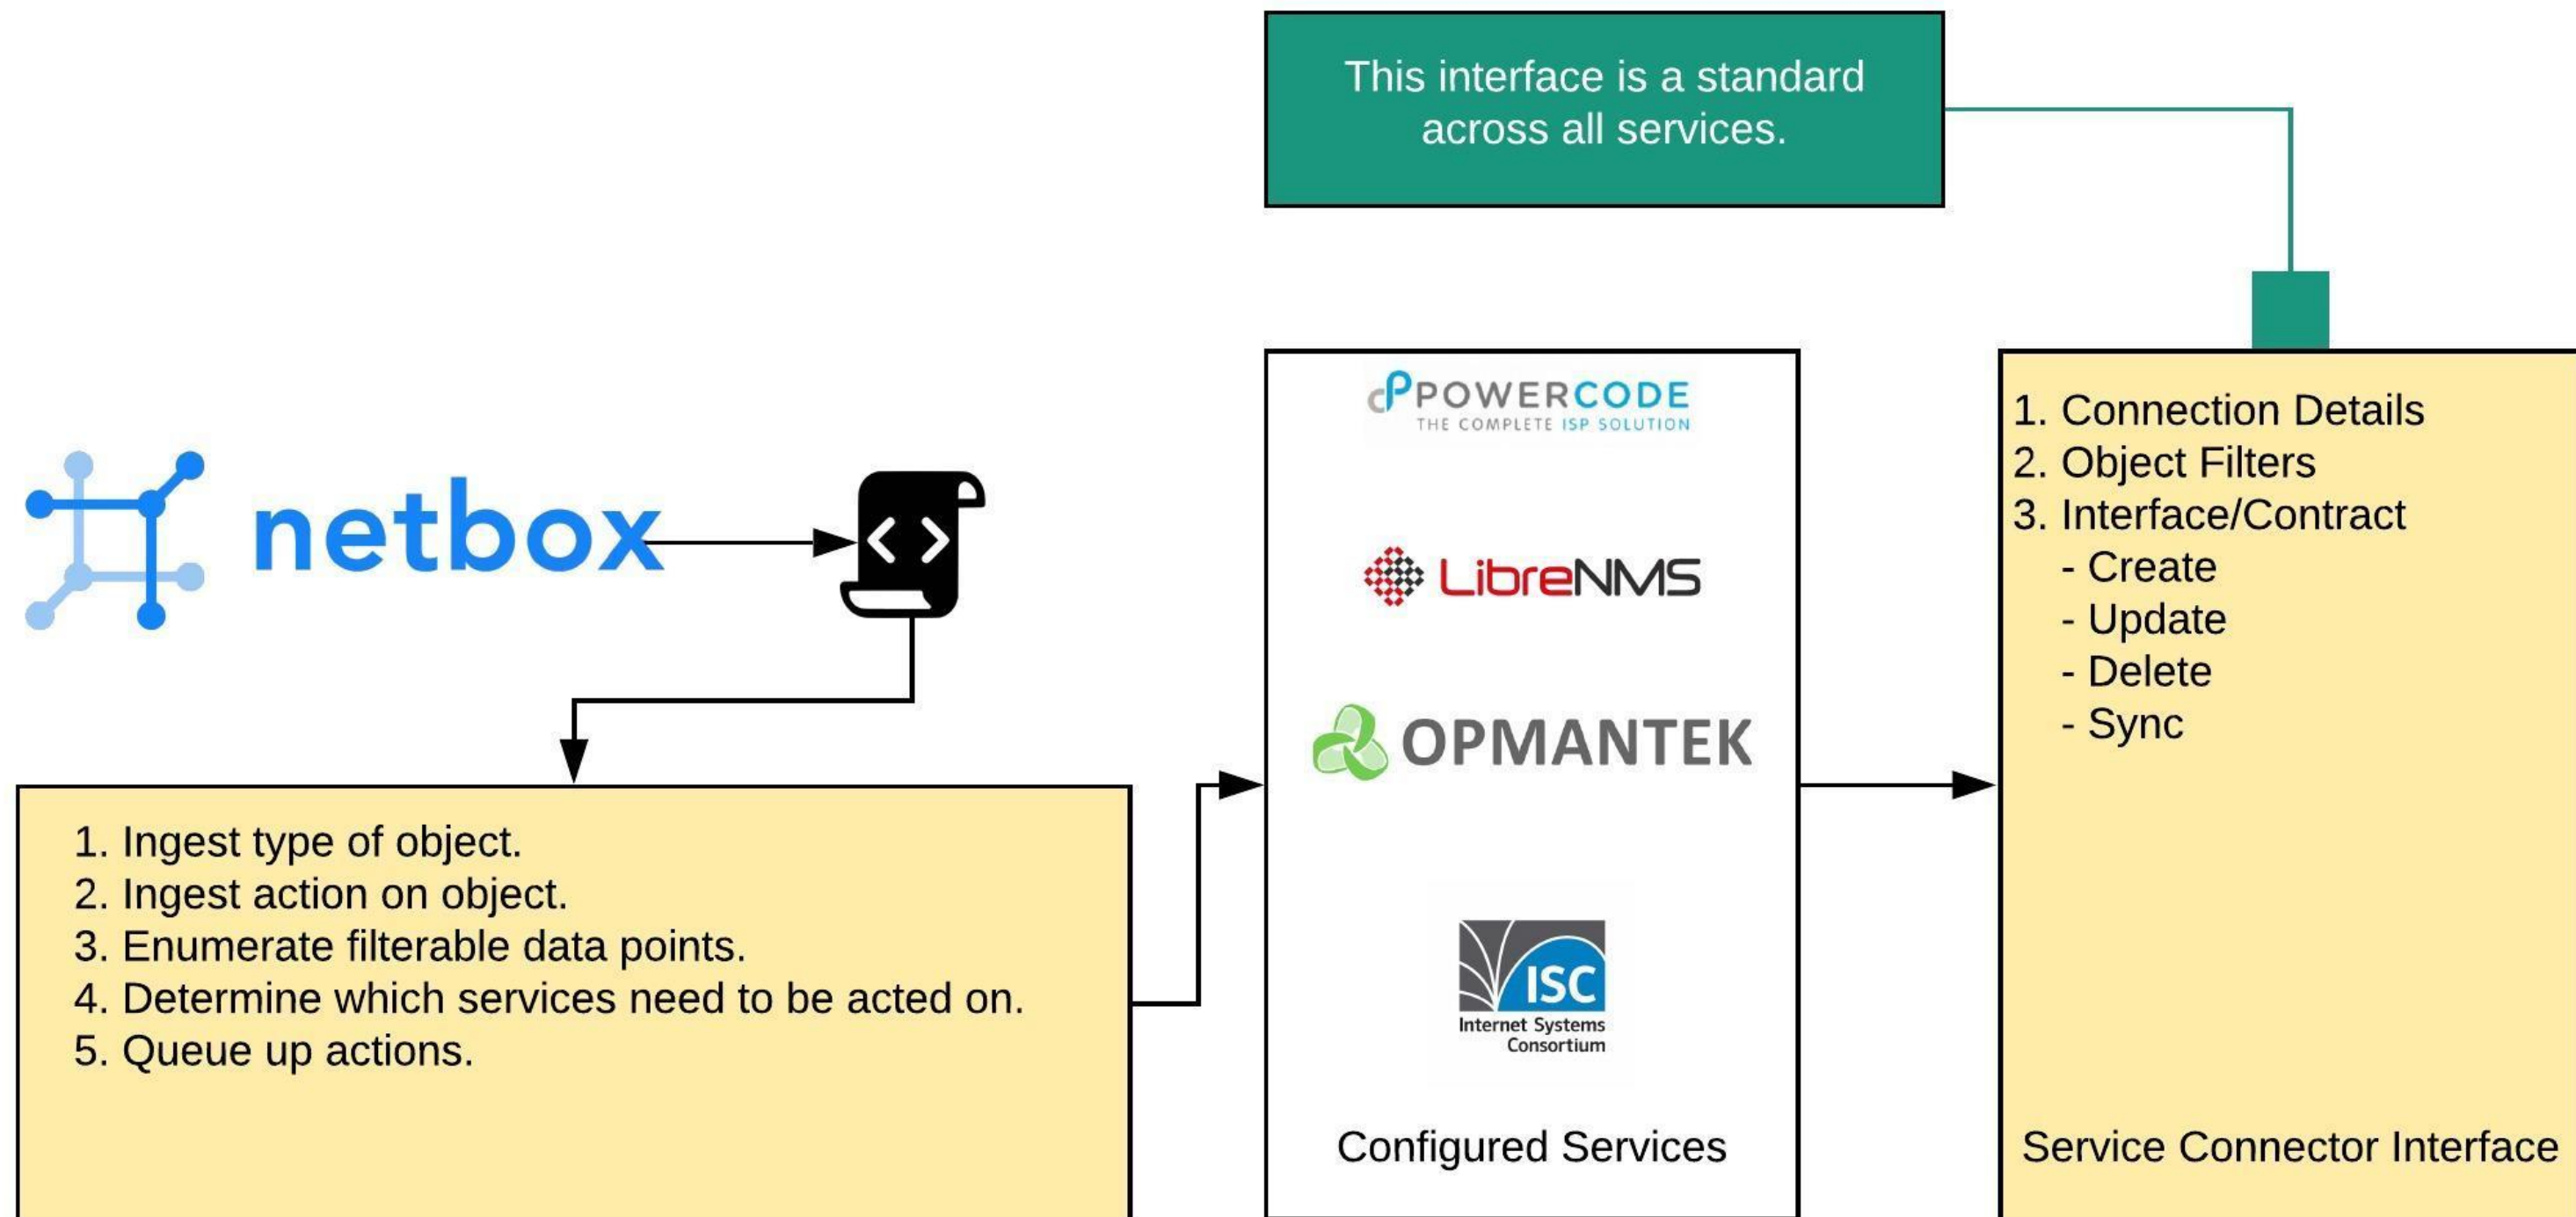 This interface is a standard
across all services.
netbox
< >
1. Ingest type of object.
2. Ingest action on object.
3. Enumerate filterable data points.
4. Determine which services need to be acted on.
5. Queue up actions.
POWERCODE
THE COMPLETE ISP SOLUTION
LibreNMS
OPMANTEK
ISC
Internet Systems
Consortium
Configured Services
1. Connection Details
2. Object Filters
3. Interface/Contract
- Create
- Update
- Delete
- Sync
Service Connector Interface